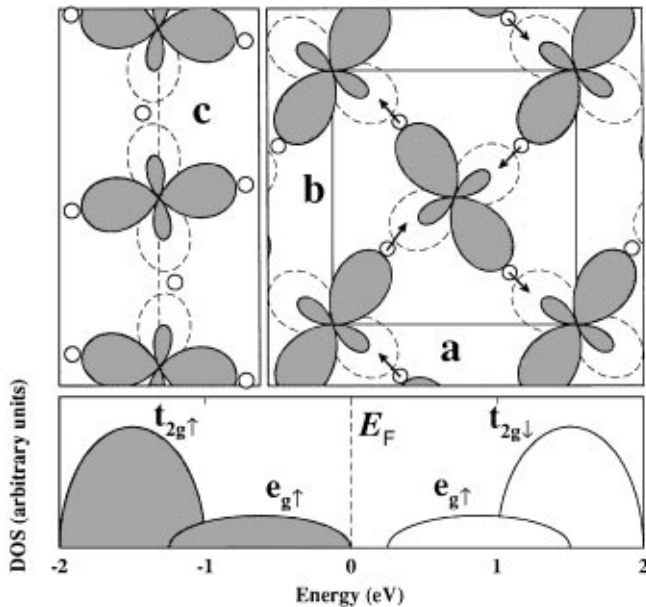 c
b
a
DOS (arbitrary units)
t2g↑
EF
t2g↓
eg↑
eg↑
-2 -1 0 1 2
Energy (eV)